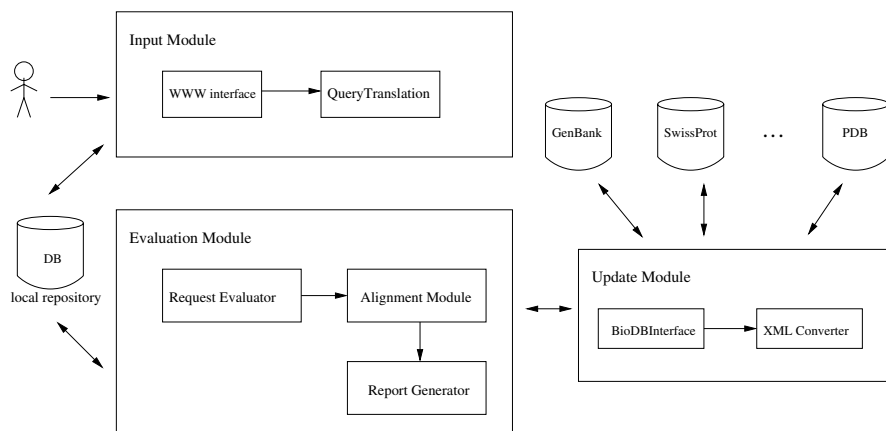 Input Module
WWW interface
QueryTranslation
GenBank
SwissProt
...
PDB
DB
local repository
Evaluation Module
Request Evaluator
Alignment Module
Report Generator
Update Module
BioDBInterface
XML Converter